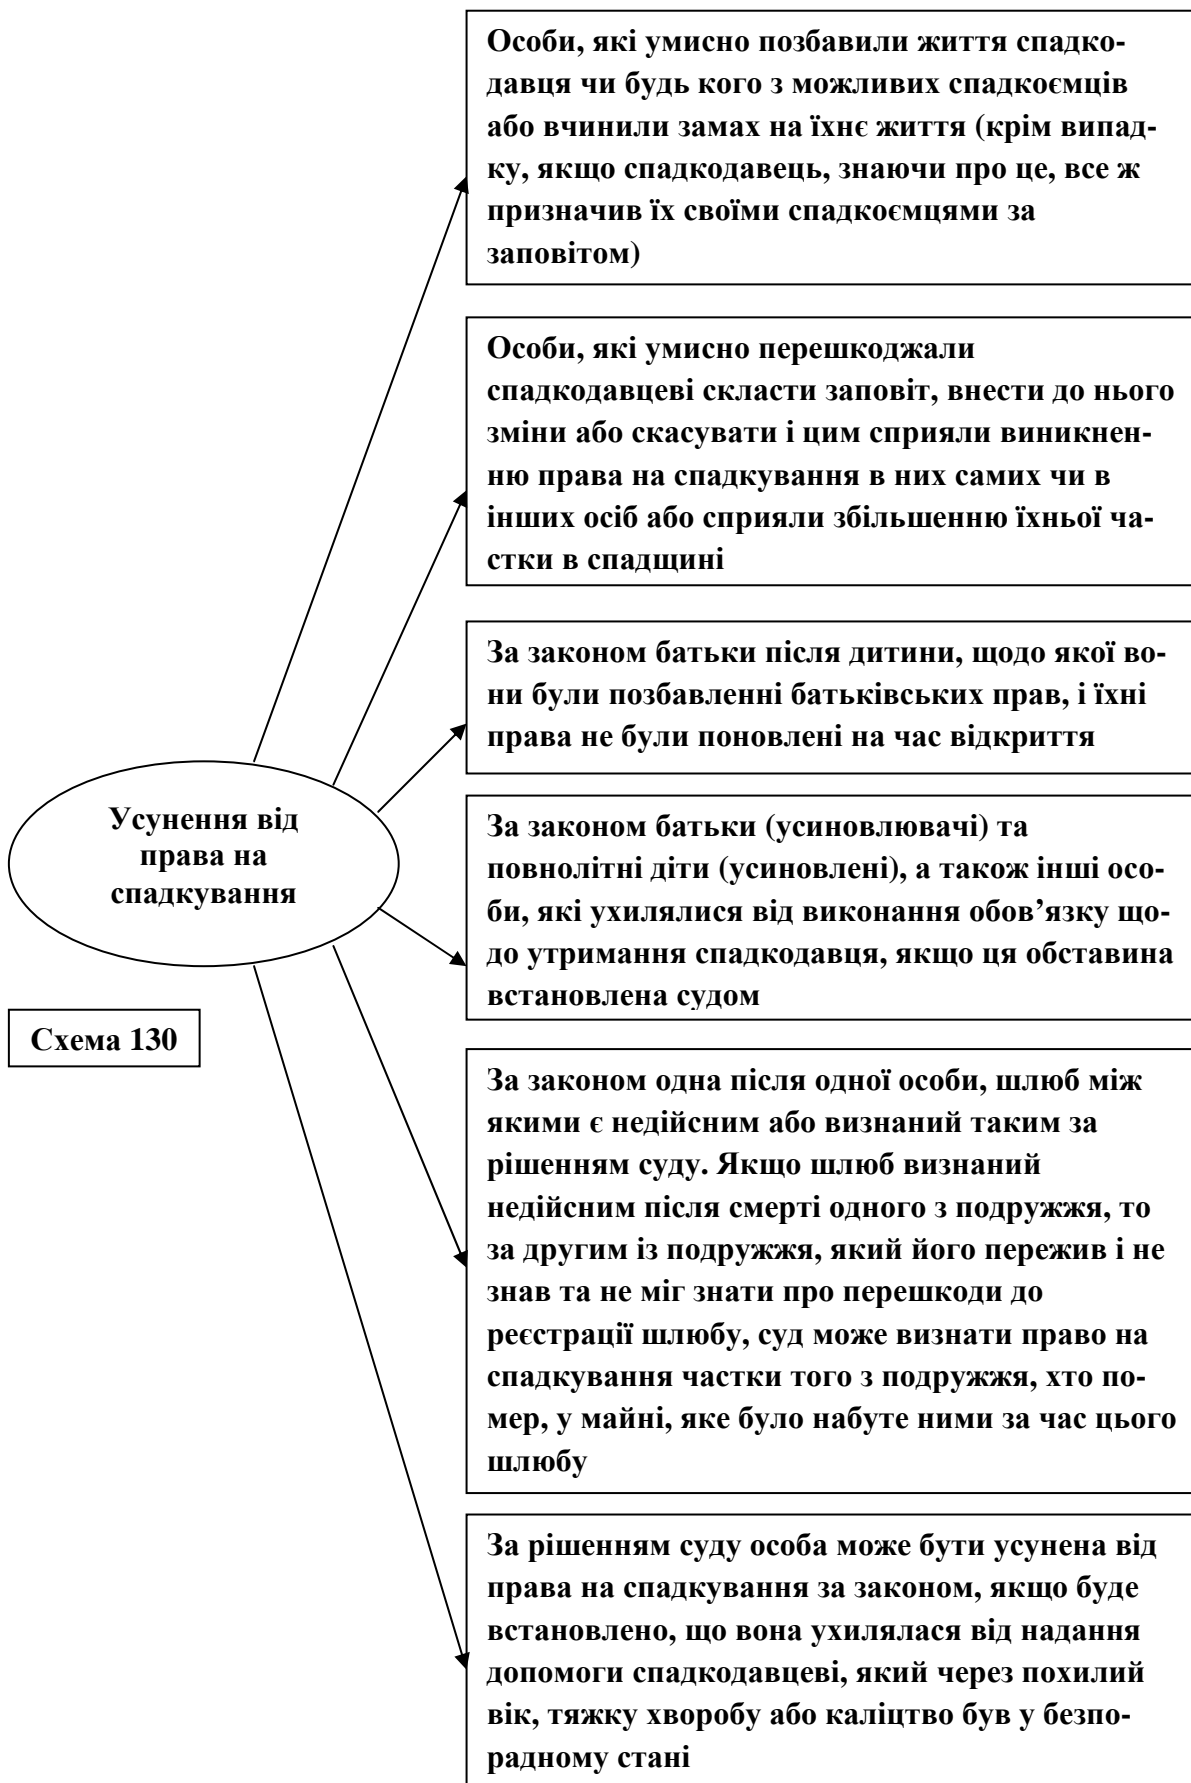 Особи, які умисно позбавили життя спадко-
давця чи будь кого з можливих спадкоємців
або вчинили замах на їхнє життя (крім випад-
ку, якщо спадкодавець, знаючи про це, все ж
призначив їх своїми спадкоємцями за
заповітом)
Особи, які умисно перешкоджали
спадкодавцеві скласти заповіт, внести до нього
зміни або скасувати і цим сприяли виникнен-
ню права на спадкування в них самих чи в
інших осіб або сприяли збільшенню їхньої ча-
стки в спадщині
За законом батьки після дитини, щодо якої во-
ни були позбавленні батьківських прав, і їхні
права не були поновлені на час відкриття
Усунення від
права на
спадкування
За законом батьки (усиновлювачі) та
повнолітні діти (усиновлені), а також інші осо-
би, які ухилялися від виконання обов’язку що-
до утримання спадкодавця, якщо ця обставина
встановлена судом
Схема 130
За законом одна після одної особи, шлюб між
якими є недійсним або визнаний таким за
рішенням суду. Якщо шлюб визнаний
недійсним після смерті одного з подружжя, то
за другим із подружжя, який його пережив і не
знав та не міг знати про перешкоди до
реєстрації шлюбу, суд може визнати право на
спадкування частки того з подружжя, хто по-
мер, у майні, яке було набуте ними за час цього
шлюбу
За рішенням суду особа може бути усунена від
права на спадкування за законом, якщо буде
встановлено, що вона ухилялася від надання
допомоги спадкодавцеві, який через похилий
вік, тяжку хворобу або каліцтво був у безпо-
радному стані